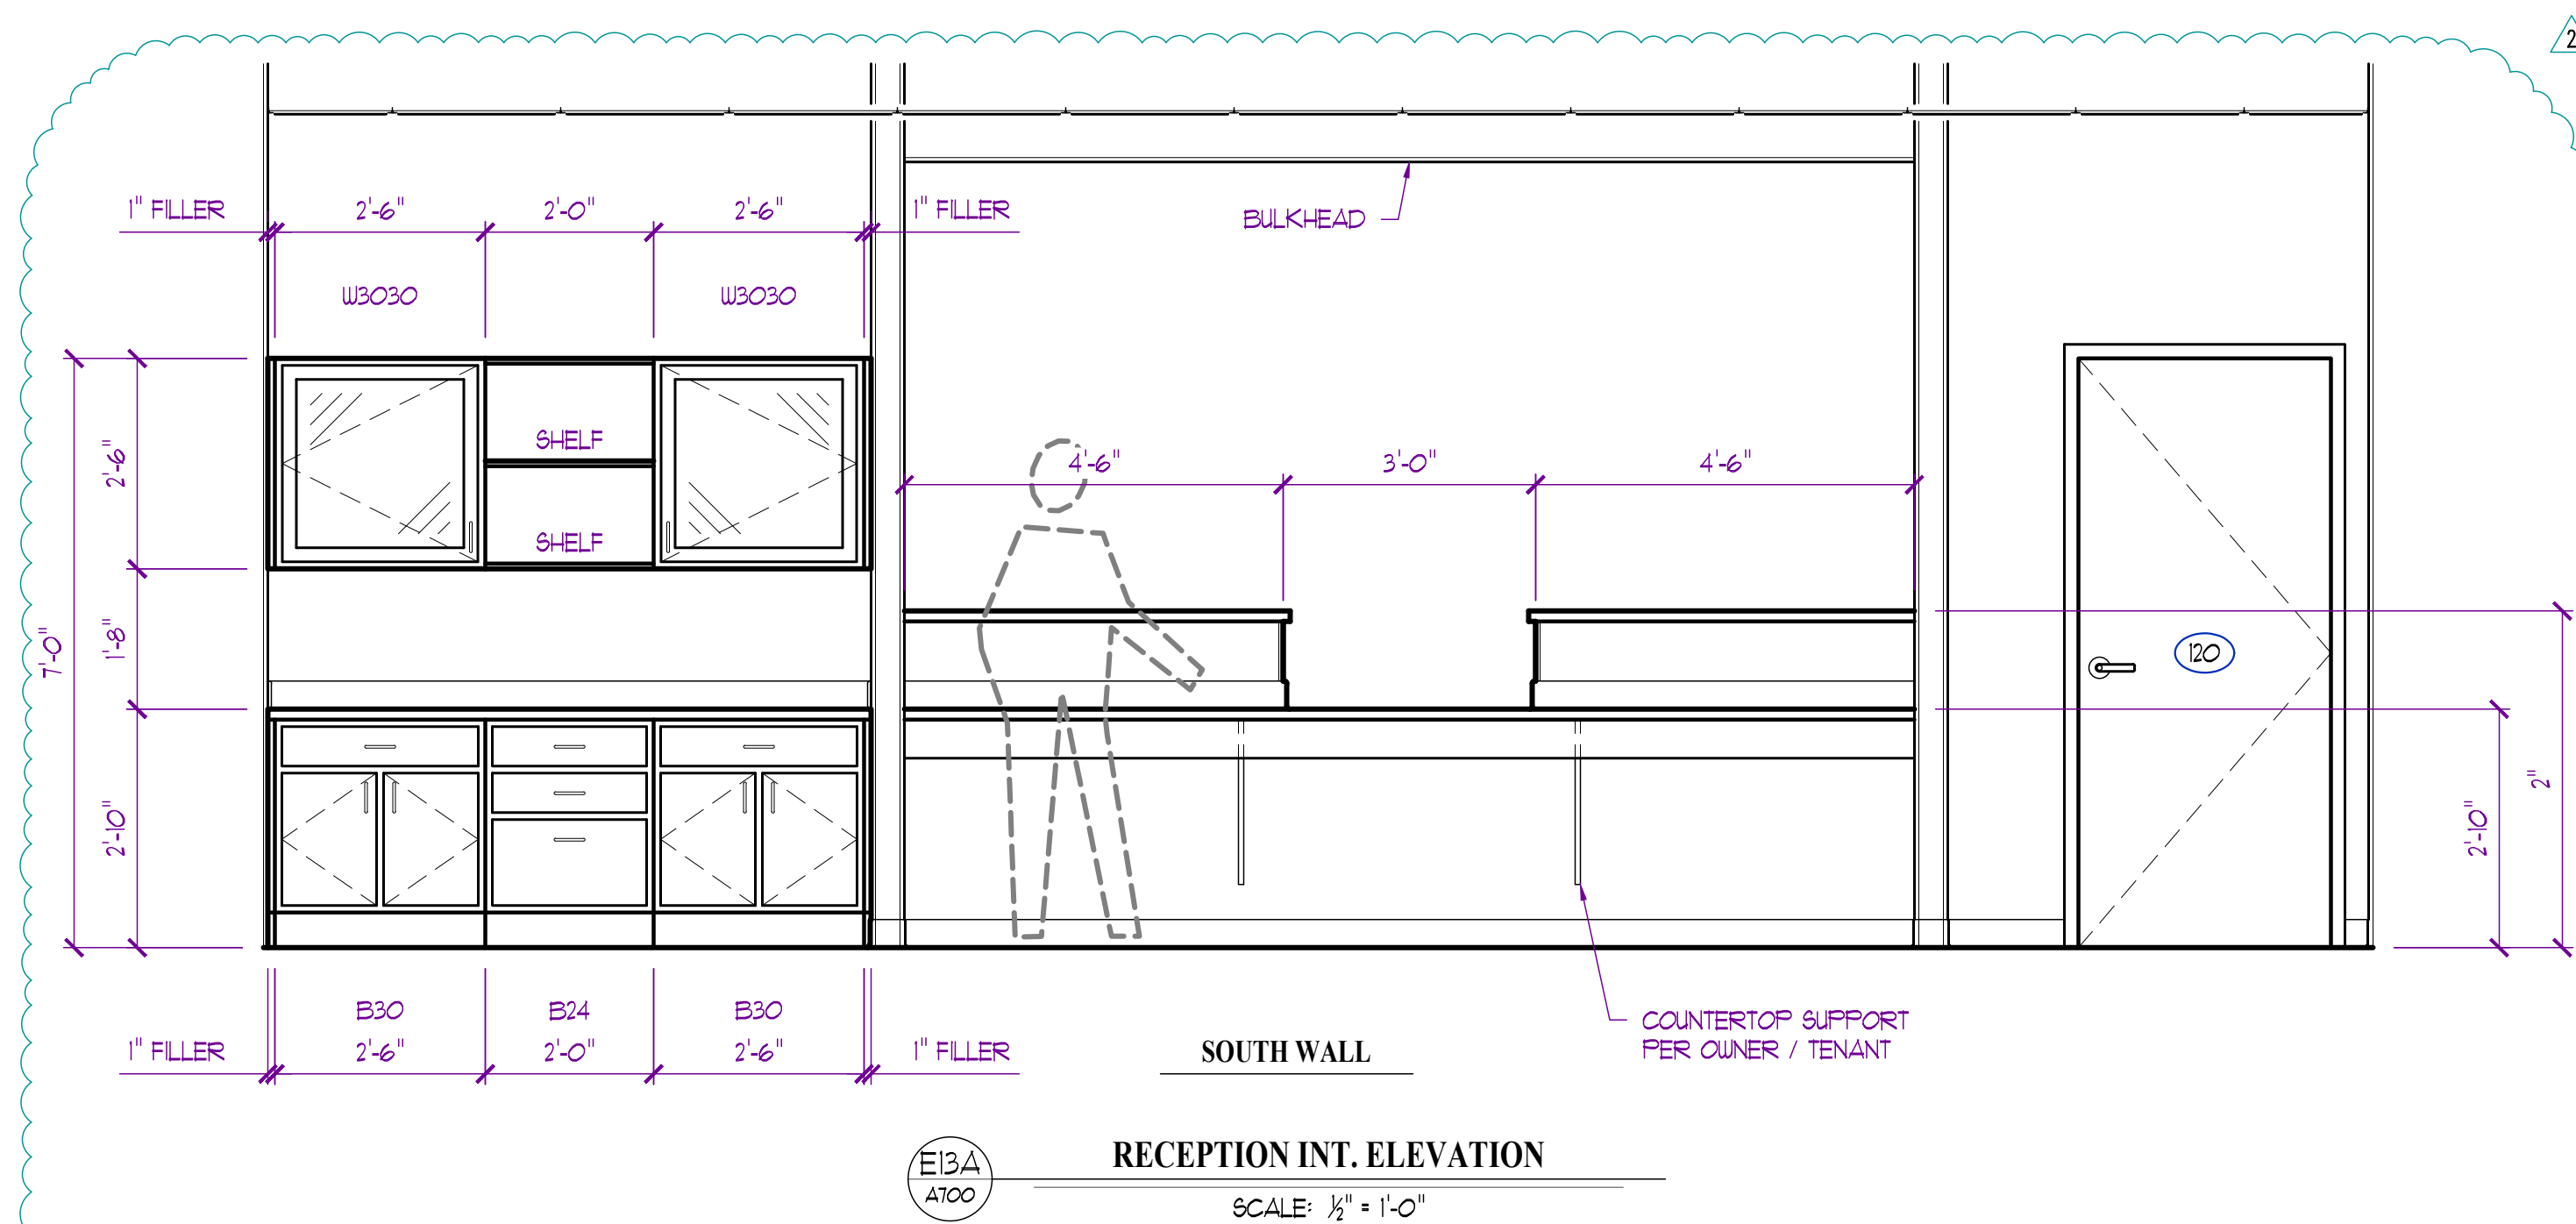 2
1" FILLER 2'-6" 2'-0" 2'-6" 1" FILLER
BULKHEAD
W3030 W3030
SHELF
SHELF
2'-6"
1'-8"
7'-0"
2'-10"
4'-6" 3'-0" 4'-6"
120
2'-10"
2"
B30 B24 B30
1" FILLER 2'-6" 2'-0" 2'-6" 1" FILLER
COUNTERTOP SUPPORT
PER OWNER / TENANT
SOUTH WALL
E13A
A700
RECEPTION INT. ELEVATION
SCALE: ½" = 1'-0"